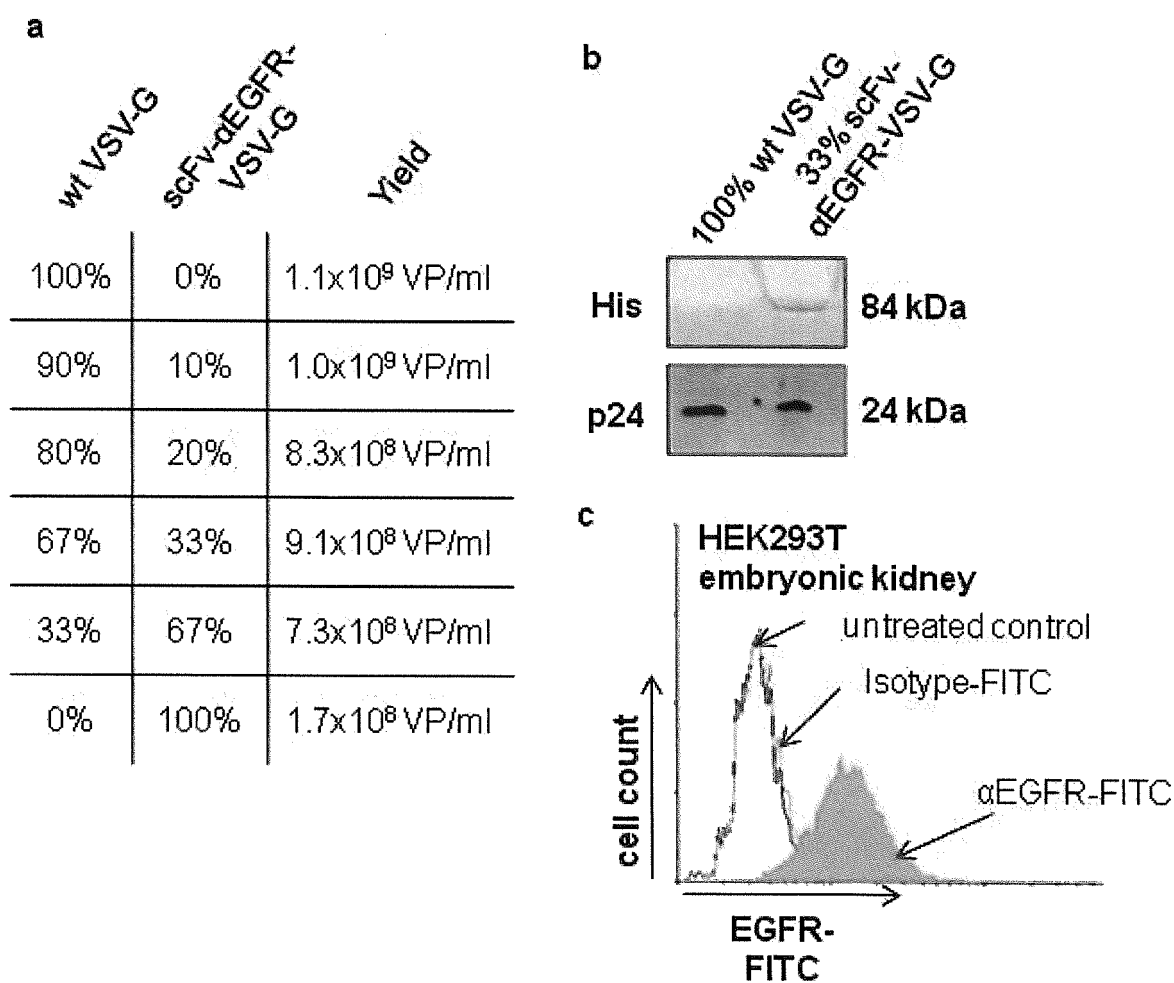 a
wt VSV-G
scFv-αEGFR-
VSV-G
Yield
100% 0% 1.1x10⁹ VP/ml
90% 10% 1.0x10⁹ VP/ml
80% 20% 8.3x10⁸ VP/ml
67% 33% 9.1x10⁸ VP/ml
33% 67% 7.3x10⁸ VP/ml
0% 100% 1.7x10⁸ VP/ml
b
100% wt VSV-G
33% scFv-
αEGFR-VSV-G
His 84 kDa
p24 24 kDa
c
HEK293T
embryonic kidney
untreated control
Isotype-FITC
αEGFR-FITC
cell count
EGFR-
FITC